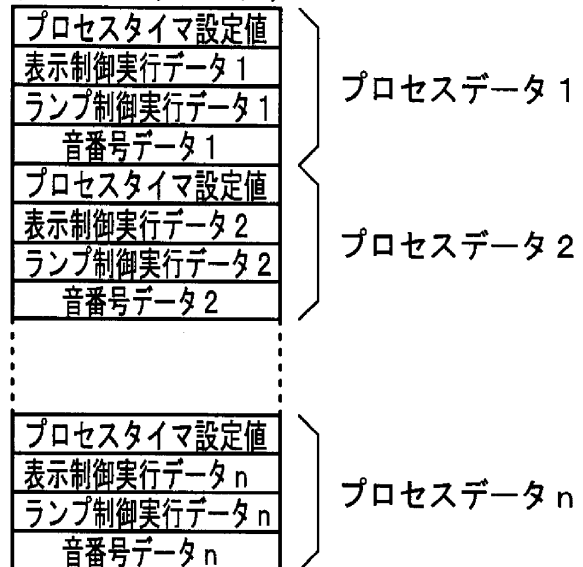 プロセスタイマ設定値
表示制御実行データ1
ランプ制御実行データ1
音番号データ1
プロセスデータ1
プロセスタイマ設定値
表示制御実行データ2
ランプ制御実行データ2
音番号データ2
プロセスデータ2
プロセスタイマ設定値
表示制御実行データn
ランプ制御実行データn
音番号データn
プロセスデータn